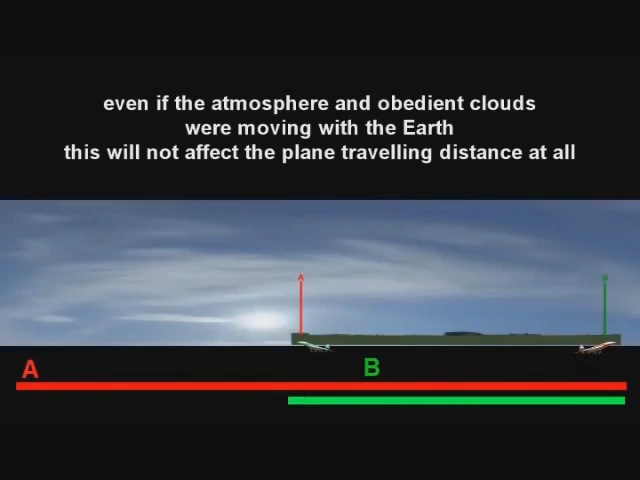 even if the atmosphere and obedient clouds
were moving with the Earth
this will not affect the plane travelling distance at all
A
B
A
B